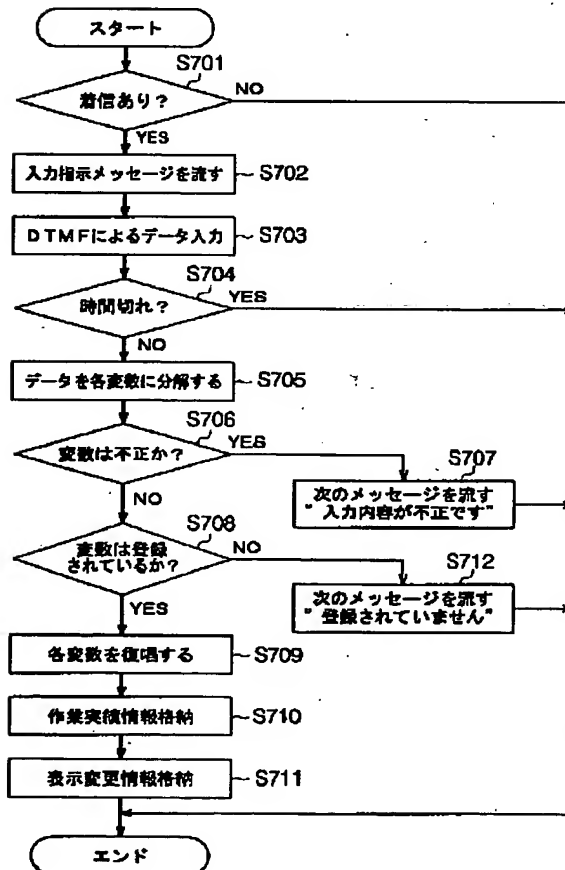 スタート
S701
着信あり?
NO
YES
入力指示メッセージを流す
S702
DTMFによるデータ入力
S703
S704
時間切れ?
YES
NO
データを各変数に分解する
S705
S706
変数は不正か?
YES
NO
S707
次のメッセージを流す
"入力内容が不正です"
S708
変数は登録
されているか?
NO
YES
S712
次のメッセージを流す
"登録されていません"
各変数を復唱する
S709
作業実績情報格納
S710
表示変更情報格納
S711
エンド